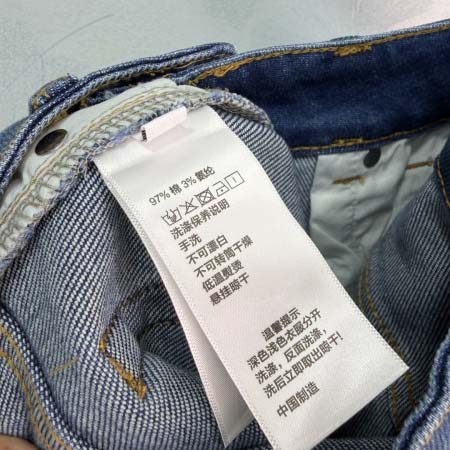 97% 棉 3% 氨纶
洗涤保养说明
手洗
不可漂白
不可转筒干燥
低温熨烫
悬挂晾干
温馨提示
深色浅色衣服分开
洗涤，反面洗涤，
洗后立即取出晾干!
中国制造